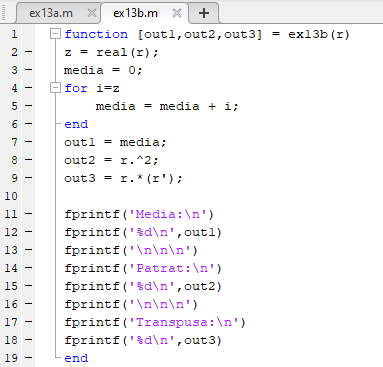 ex13a.m × ex13b.m × +
1 function [out1,out2,out3] = ex13b(r)
2 – z = real(r);
3 – media = 0;
4 – for i=z
5 – media = media + i;
6 – end
7 – out1 = media;
8 – out2 = r.^2;
9 – out3 = r.*(r');
10
11 – fprintf('Media:\n')
12 – fprintf('%d\n',out1)
13 – fprintf('\n\n\n')
14 – fprintf('Patrat:\n')
15 – fprintf('%d\n',out2)
16 – fprintf('\n\n\n')
17 – fprintf('Transpusa:\n')
18 – fprintf('%d\n',out3)
19 – end